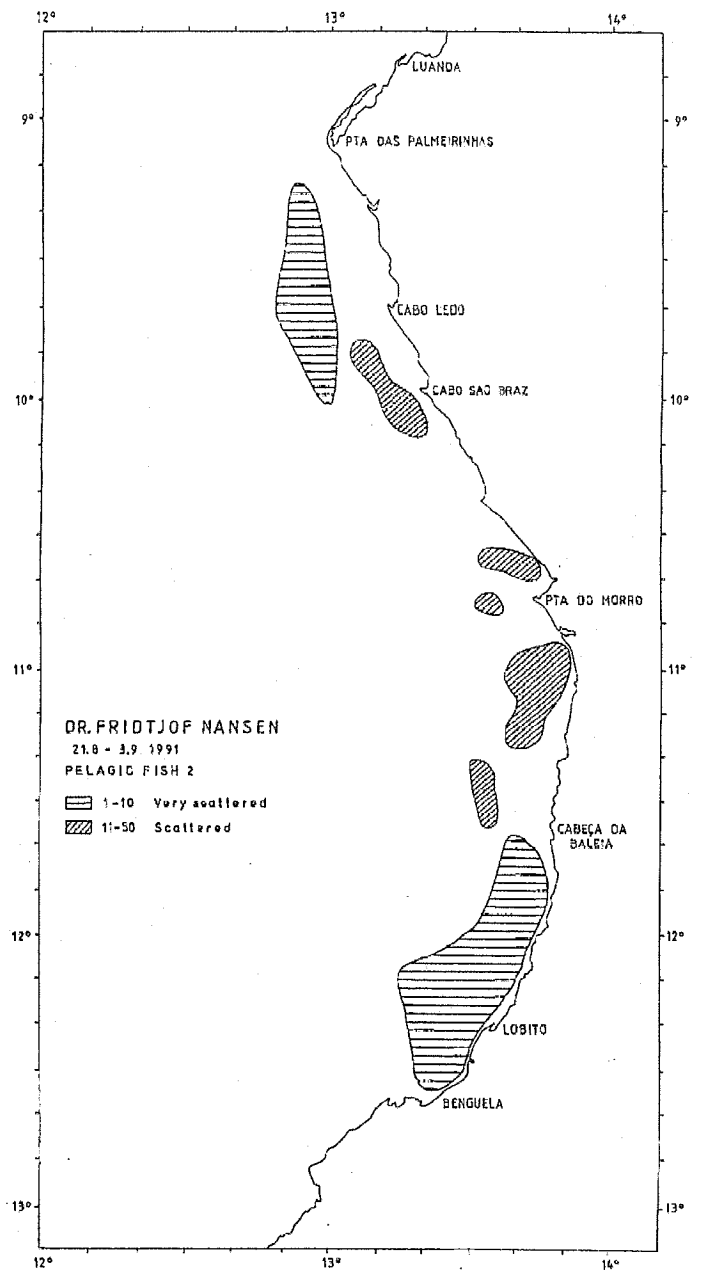 12° 13° 14°
LUANDA
9° 9°
PTA DAS PALMEIRINHAS
CABO LEDO
CABO SAO BRAZ
10° 10°
PTA DO MORRO
11° 11°
DR. FRIDTJOF NANSEN
21.8 - 3.9 1991
PELAGIC FISH 2
1-10 Very scattered
11-50 Scattered
CABEÇA DA
BALEIA
12° 12°
LOBITO
BENGUELA
13° 13°
12° 13° 14°